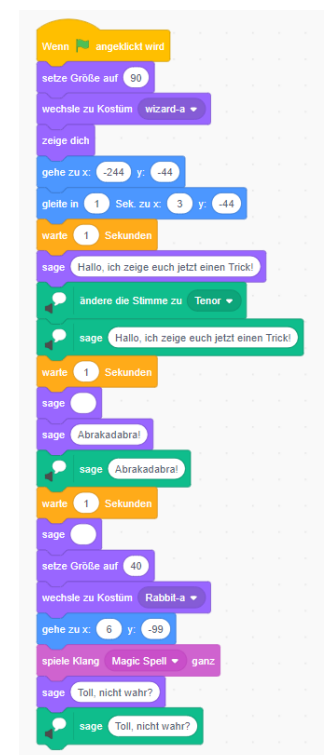 Wenn angeklickt wird
setze Größe auf 90
wechsle zu Kostüm wizard-a
zeige dich
gehe zu x: -244 y: -44
gleite in 1 Sek. zu x: 3 y: -44
warte 1 Sekunden
sage Hallo, ich zeige euch jetzt einen Trick!
ändere die Stimme zu Tenor
sage Hallo, ich zeige euch jetzt einen Trick!
warte 1 Sekunden
sage
sage Abrakadabra!
sage Abrakadabra!
warte 1 Sekunden
sage
setze Größe auf 40
wechsle zu Kostüm Rabbit-a
gehe zu x: 6 y: -99
spiele Klang Magic Spell ganz
sage Toll, nicht wahr?
sage Toll, nicht wahr?